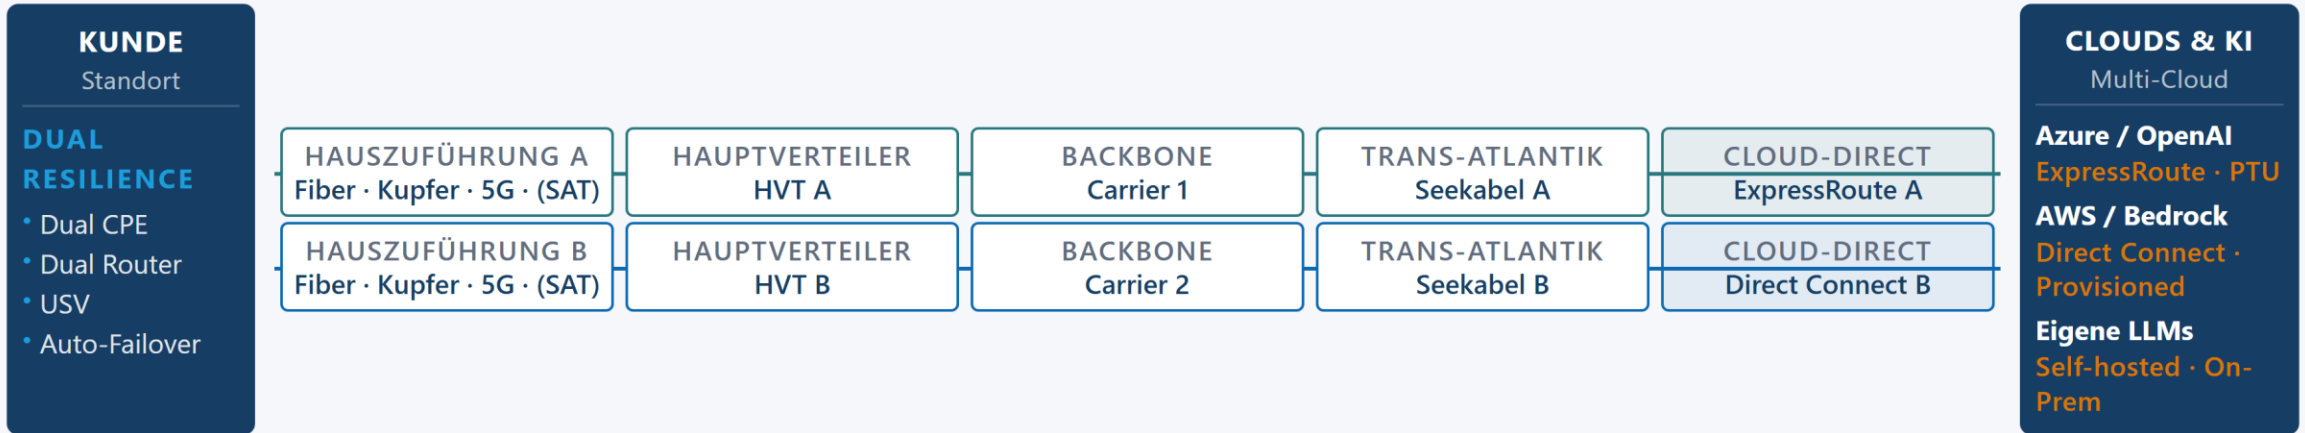 KUNDE
Standort
DUAL
RESILIENCE
• Dual CPE
• Dual Router
• USV
• Auto-Failover
HAUSZUFÜHRUNG A
Fiber · Kupfer · 5G · (SAT)
HAUPTVERTEILER
HVT A
BACKBONE
Carrier 1
TRANS-ATLANTIK
Seekabel A
CLOUD-DIRECT
ExpressRoute A
HAUSZUFÜHRUNG B
Fiber · Kupfer · 5G · (SAT)
HAUPTVERTEILER
HVT B
BACKBONE
Carrier 2
TRANS-ATLANTIK
Seekabel B
CLOUD-DIRECT
Direct Connect B
CLOUDS & KI
Multi-Cloud
Azure / OpenAI
ExpressRoute · PTU
AWS / Bedrock
Direct Connect ·
Provisioned
Eigene LLMs
Self-hosted · On-
Prem